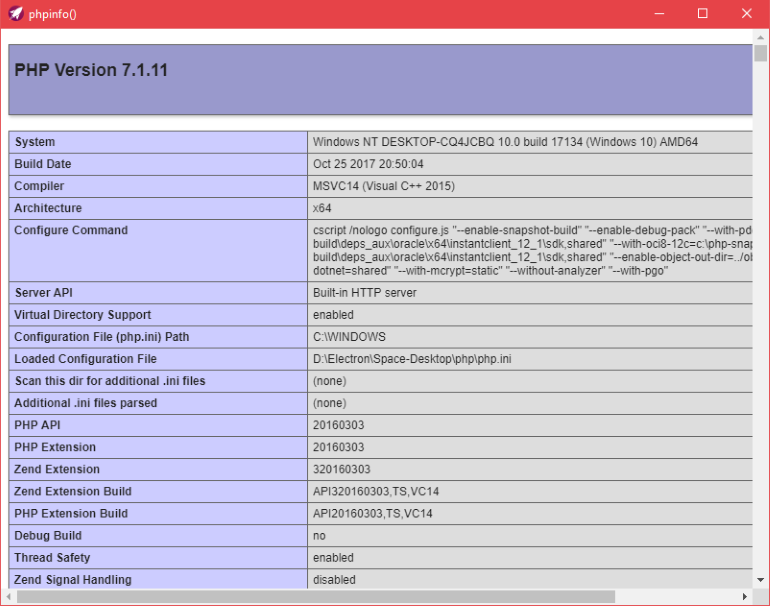 phpinfo()
PHP Version 7.1.11
System Windows NT DESKTOP-CQ4JCBQ 10.0 build 17134 (Windows 10) AMD64
Build Date Oct 25 2017 20:50:04
Compiler MSVC14 (Visual C++ 2015)
Architecture x64
Configure Command cscript /nologo configure.js "--enable-snapshot-build" "--enable-debug-pack" "--with-pd
build\deps_aux\oracle\x64\instantclient_12_1\sdk,shared" "--with-oci8-12c=c:\php-snap
build\deps_aux\oracle\x64\instantclient_12_1\sdk,shared" "--enable-object-out-dir=../ob
dotnet=shared" "--with-mcrypt=static" "--without-analyzer" "--with-pgo"
Server API Built-in HTTP server
Virtual Directory Support enabled
Configuration File (php.ini) Path C:\WINDOWS
Loaded Configuration File D:\Electron\Space-Desktop\php\php.ini
Scan this dir for additional .ini files (none)
Additional .ini files parsed (none)
PHP API 20160303
PHP Extension 20160303
Zend Extension 320160303
Zend Extension Build API320160303,TS,VC14
PHP Extension Build API20160303,TS,VC14
Debug Build no
Thread Safety enabled
Zend Signal Handling disabled